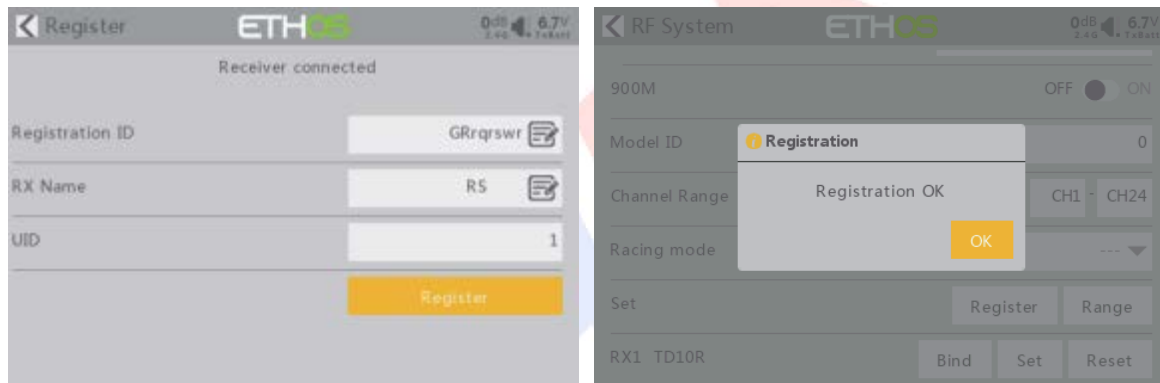 Register ETHOS 0dB 2.4G 6.7V TxBatt
Receiver connected
Registration ID GRrqrswr
RX Name RS
UID 1
Register
RF System ETHOS 0dB 2.4G 6.7V TxBatt
900M OFF ON
Model ID 0
Registration
Registration OK
Channel Range CH1 - CH24
OK
Racing mode ---
Set Register Range
RX1 TD10R Bind Set Reset